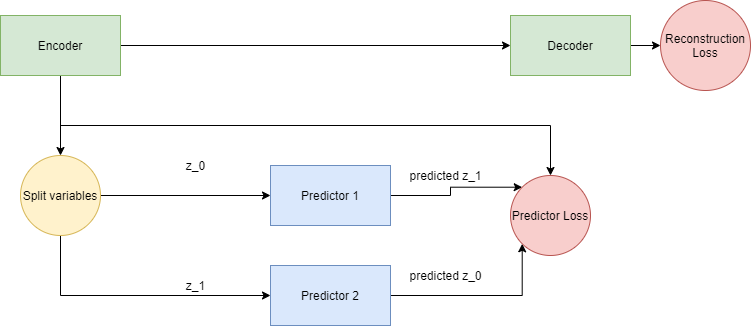 Encoder
Decoder
Reconstruction
Loss
z_0
predicted z_1
Split variables
Predictor 1
Predictor Loss
z_1
predicted z_0
Predictor 2